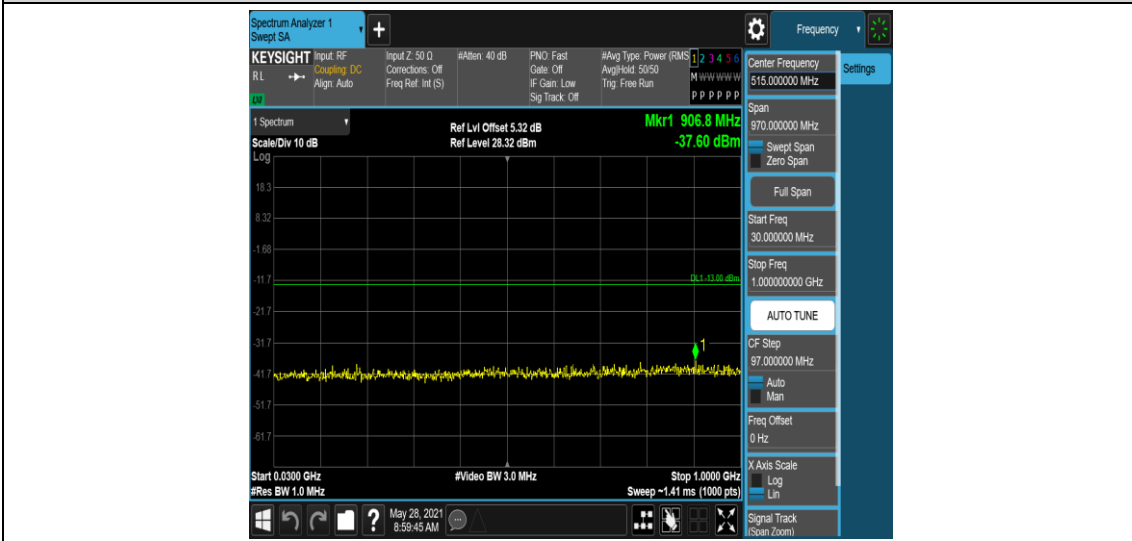 Spectrum Analyzer 1
Swept SA
+
Frequency
KEYSIGHT
RL
LXI
Input: RF
Coupling: DC
Align: Auto
Input Z: 50 Ω
Corrections: Off
Freq Ref: Int (S)
#Atten: 40 dB
PNO: Fast
Gate: Off
IF Gain: Low
Sig Track: Off
#Avg Type: Power (RMS
Avg|Hold: 50/50
Trig: Free Run
1 2 3 4 5 6
M W W W W W
P P P P P P
1 Spectrum
Scale/Div 10 dB
Log
Ref Lvl Offset 5.32 dB
Ref Level 28.32 dBm
Mkr1 906.8 MHz
-37.60 dBm
18.3
8.32
-1.68
-11.7
DL1 -13.00 dBm
-21.7
-31.7
1
-41.7
-51.7
-61.7
Start 0.0300 GHz
#Res BW 1.0 MHz
#Video BW 3.0 MHz
Stop 1.0000 GHz
Sweep ~1.41 ms (1000 pts)
?
May 28, 2021
8:59:45 AM
Center Frequency
515.000000 MHz
Settings
Span
970.000000 MHz
Swept Span
Zero Span
Full Span
Start Freq
30.000000 MHz
Stop Freq
1.000000000 GHz
AUTO TUNE
CF Step
97.000000 MHz
Auto
Man
Freq Offset
0 Hz
X Axis Scale
Log
Lin
Signal Track
(Span Zoom)